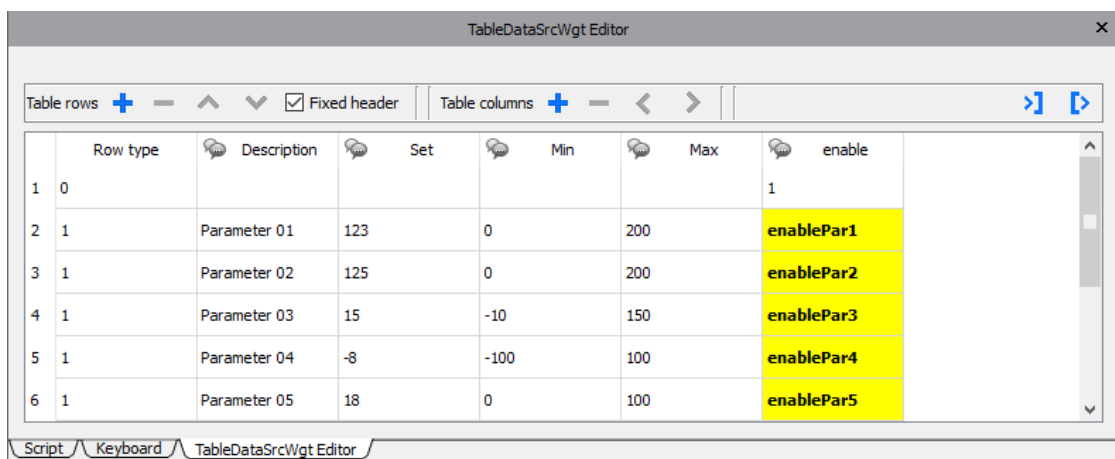 TableDataSrcWgt Editor
Table rows Fixed header Table columns
Row type Description Set Min Max enable
1 0 1
2 1 Parameter 01 123 0 200 enablePar1
3 1 Parameter 02 125 0 200 enablePar2
4 1 Parameter 03 15 -10 150 enablePar3
5 1 Parameter 04 -8 -100 100 enablePar4
6 1 Parameter 05 18 0 100 enablePar5
Script Keyboard TableDataSrcWgt Editor